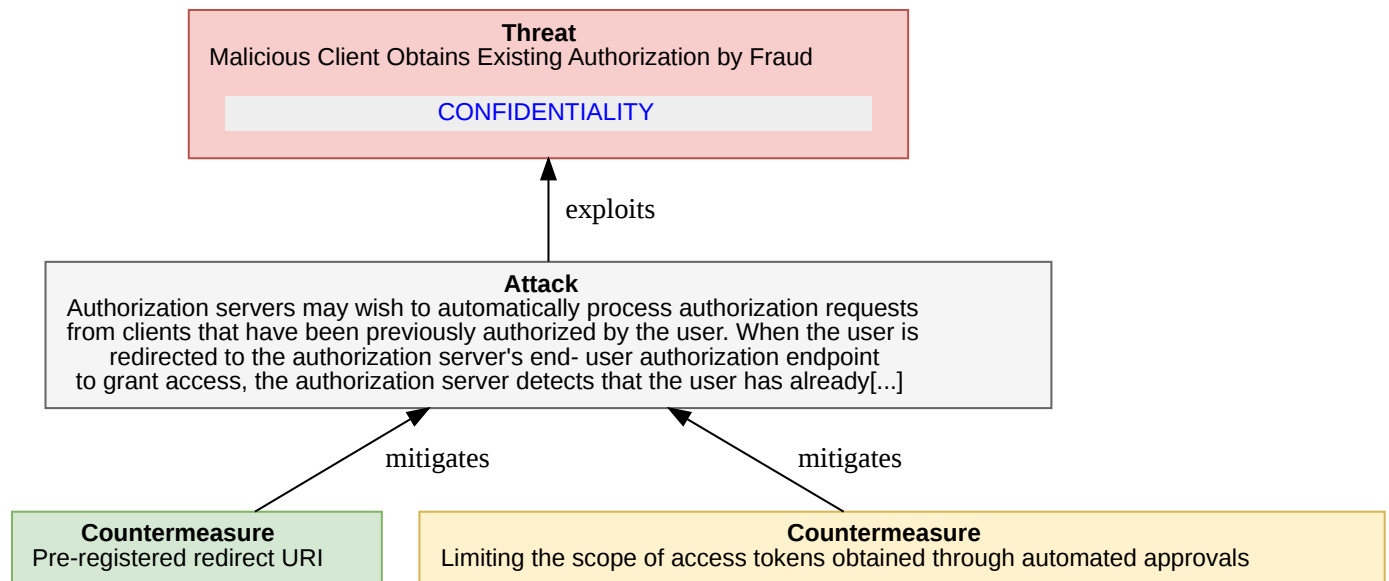 Threat
Malicious Client Obtains Existing Authorization by Fraud
CONFIDENTIALITY
exploits
Attack
Authorization servers may wish to automatically process authorization requests
from clients that have been previously authorized by the user. When the user is
redirected to the authorization server's end- user authorization endpoint
to grant access, the authorization server detects that the user has already[...]
mitigates
mitigates
Countermeasure
Pre-registered redirect URI
Countermeasure
Limiting the scope of access tokens obtained through automated approvals